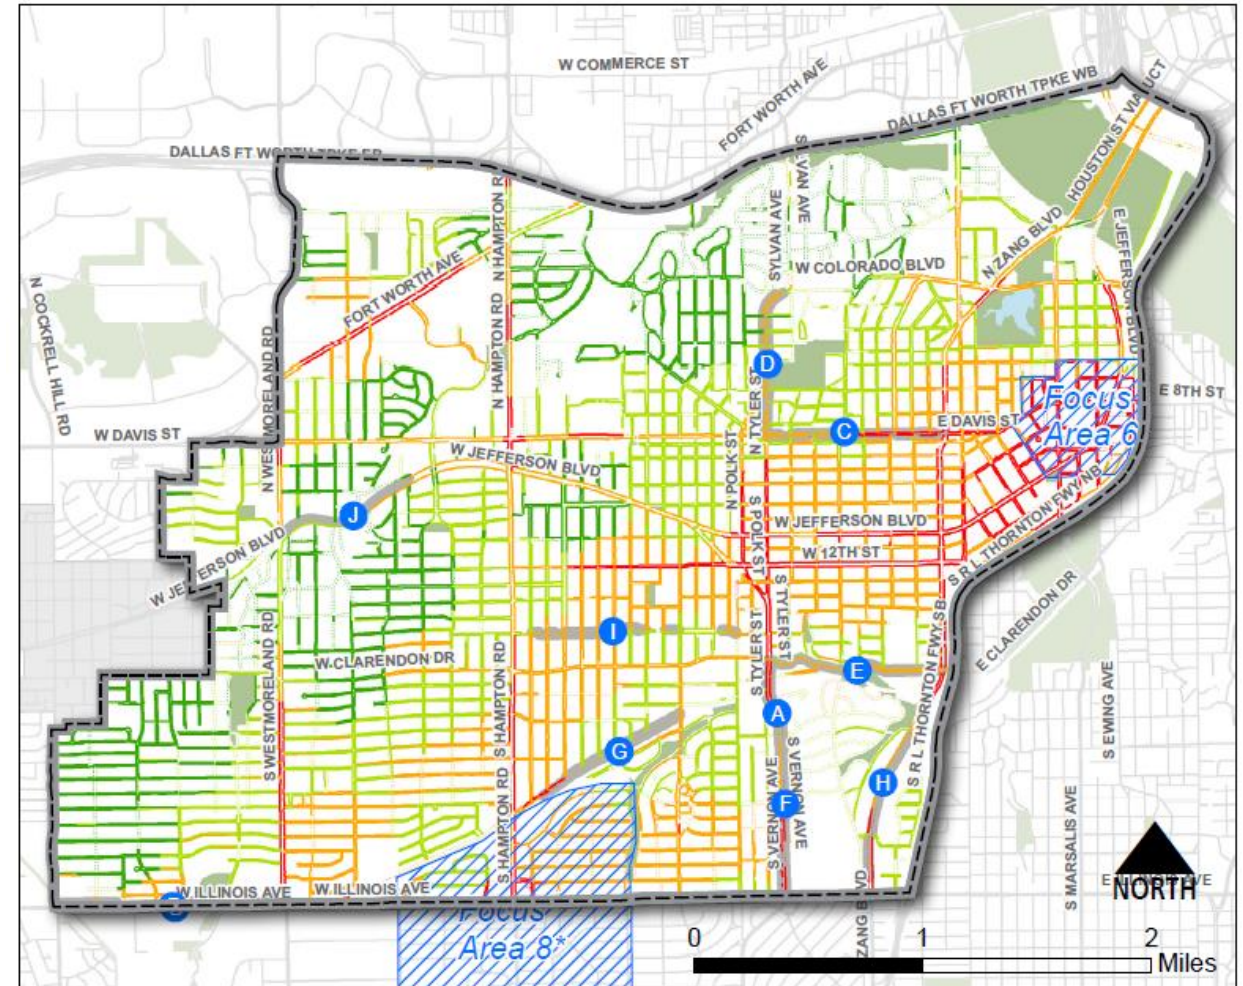 W COMMERCE ST
FORT WORTH AVE
DALLAS FT WORTH TPKE WB
HOUSTON ST VIADUCT
DALLAS FT WORTH TPKE EB
SYLVAN AVE
N HAMPTON R
SYLVAN AVE
W COLORADO BLVD
N ZANG BLVD
E JEFFERSON BLVD
N HAMPTON RD
FORT WORTH AVE
N COCKRELL HILL RD
N HAMPTON RD
N WESTMORELAND RD
D
N TYLER ST
E 8TH ST
Focus
Area 6
W DAVIS ST
C
E DAVIS ST
W JEFFERSON BLVD
N POLK ST
J
S POLK ST
W JEFFERSON BLVD
S R L THORNTON FWY NB
W 12TH ST
W JEFFERSON BLVD
S TYLER ST
E CLARENDON DR
I
S TYLER ST
S R L THORNTON FWY SB
W CLARENDON DR
E
S WESTMORELAND RD
S HAMPTON RD
A
S EWING AVE
G
S VERNON AVE
H
S HAMPTON RD
S VERNON AVE
F
S MARSALIS AVE
W ILLINOIS AVE
W ILLINOIS AVE
NORTH
Focus
Area 8*
ZANG BLVD
0
1
2
Miles